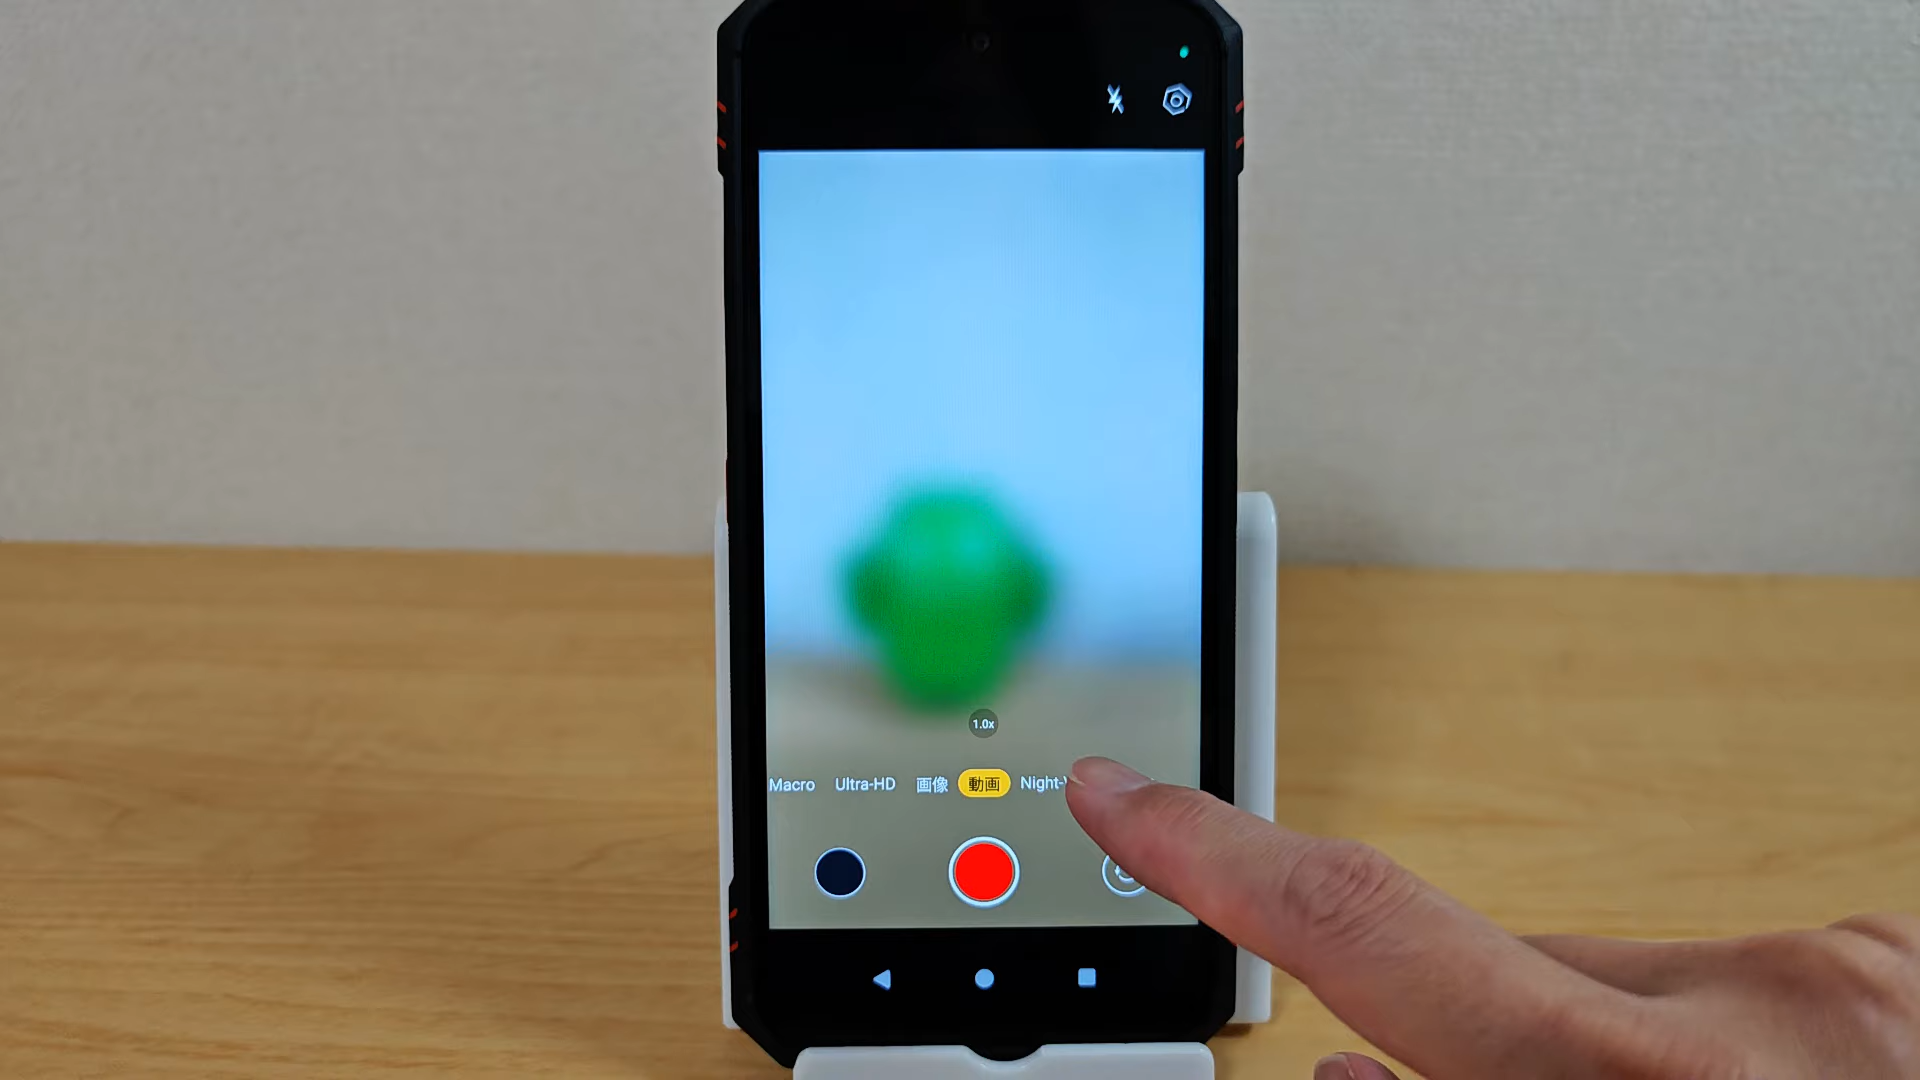 1.0x
Macro Ultra-HD 画像 動画 Night-